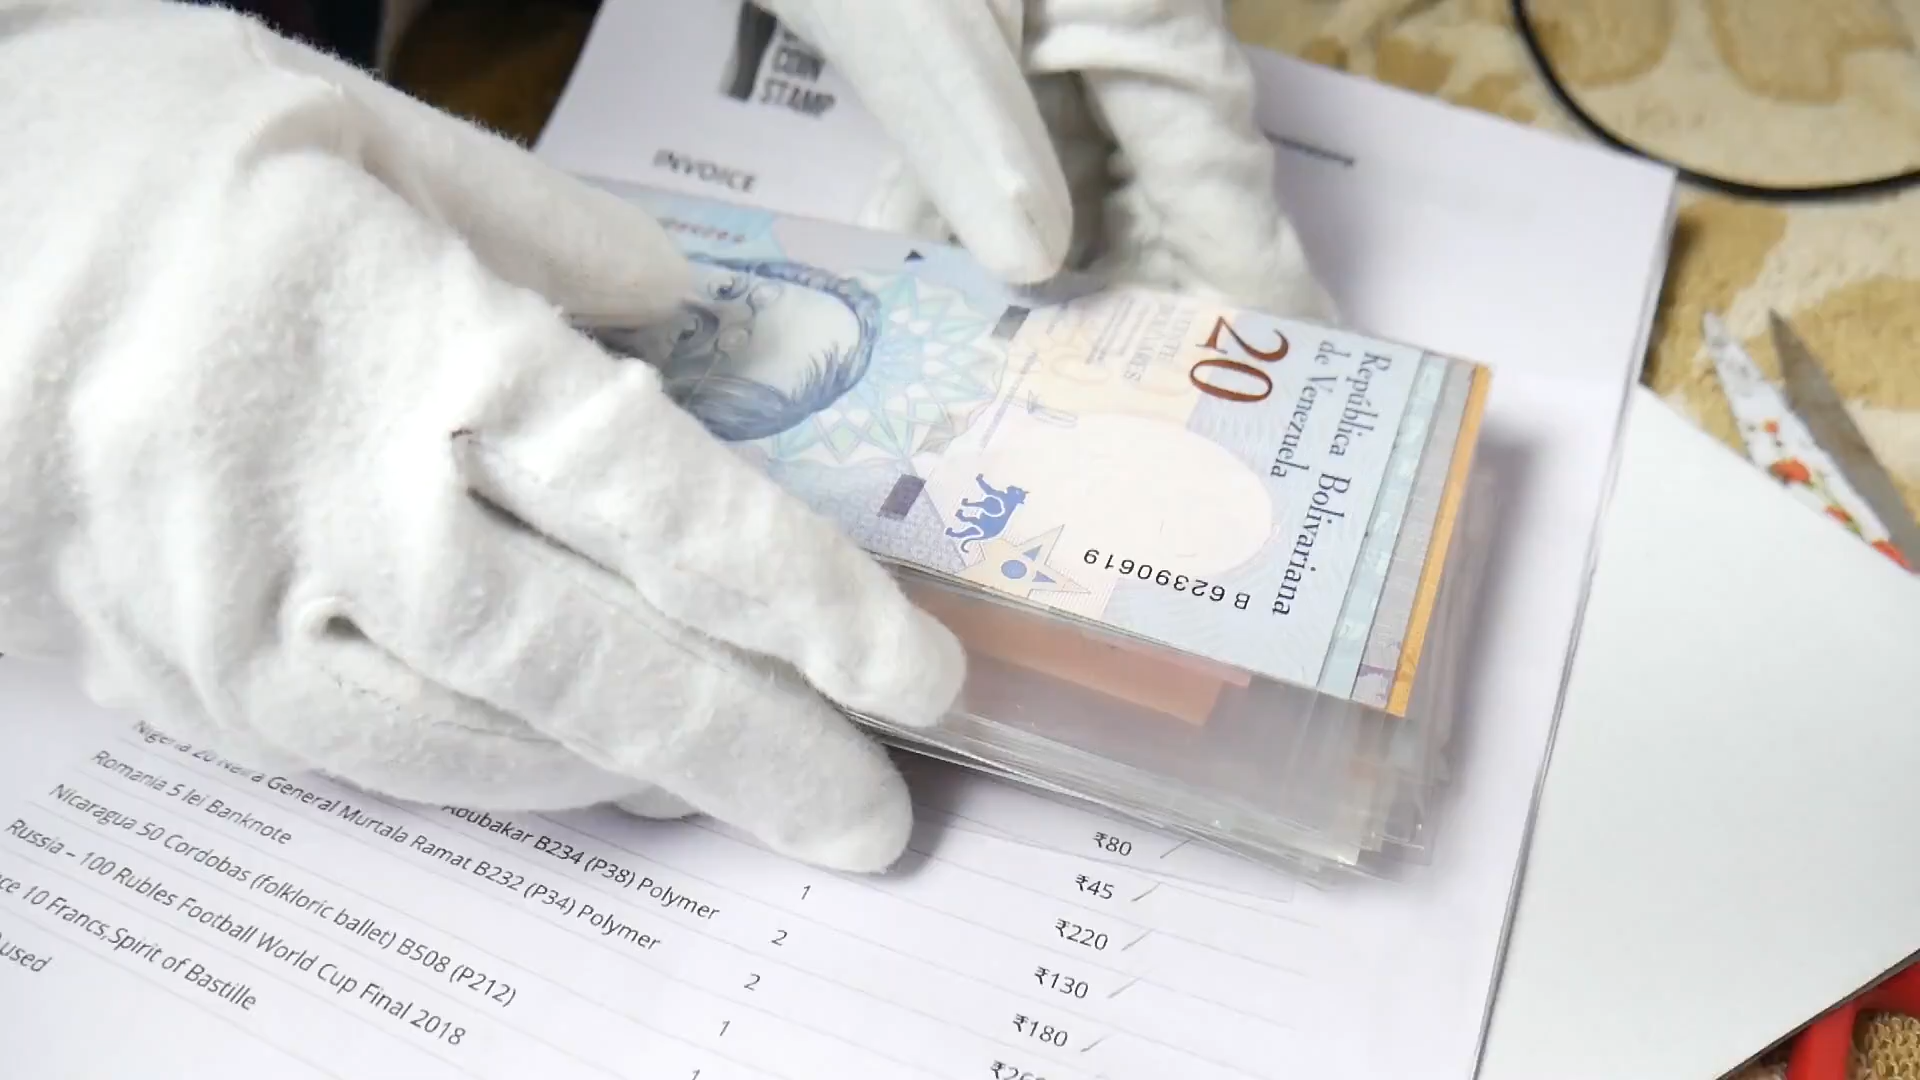 COIN
STAMP
INVOICE
20
República Bolivariana
de Venezuela
B 62390619
Aboubakar B234 (P38) Polymer 1 ₹80
Nigeria 20 Naira General Murtala Ramat B232 (P34) Polymer 2 ₹45
Romania 5 lei Banknote 2 ₹220
Nicaragua 50 Cordobas (folkloric ballet) B508 (P212) 1 ₹130
Russia – 100 Rubles Football World Cup Final 2018 1 ₹180
10 Francs,Spirit of Bastille
used